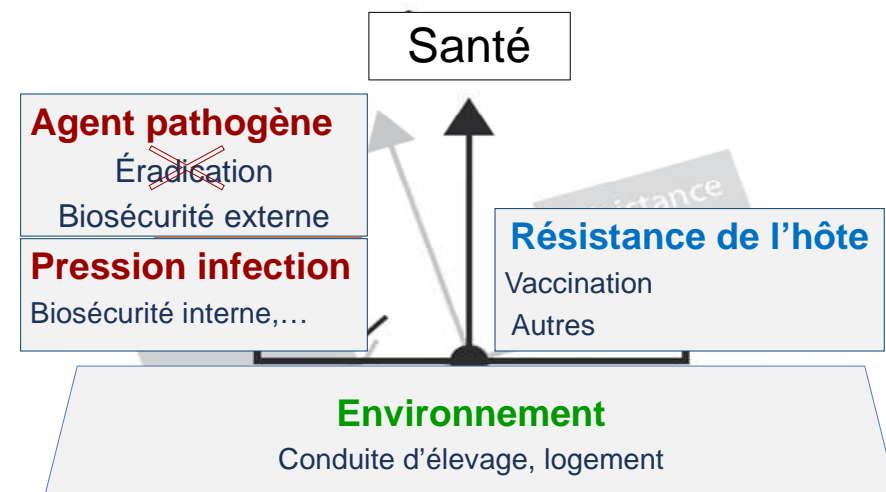 Santé
Agent pathogène
Éradication
Biosécurité externe
Pression infection
Biosécurité interne,…
Résistance de l’hôte
Vaccination
Autres
Environnement
Conduite d’élevage, logement